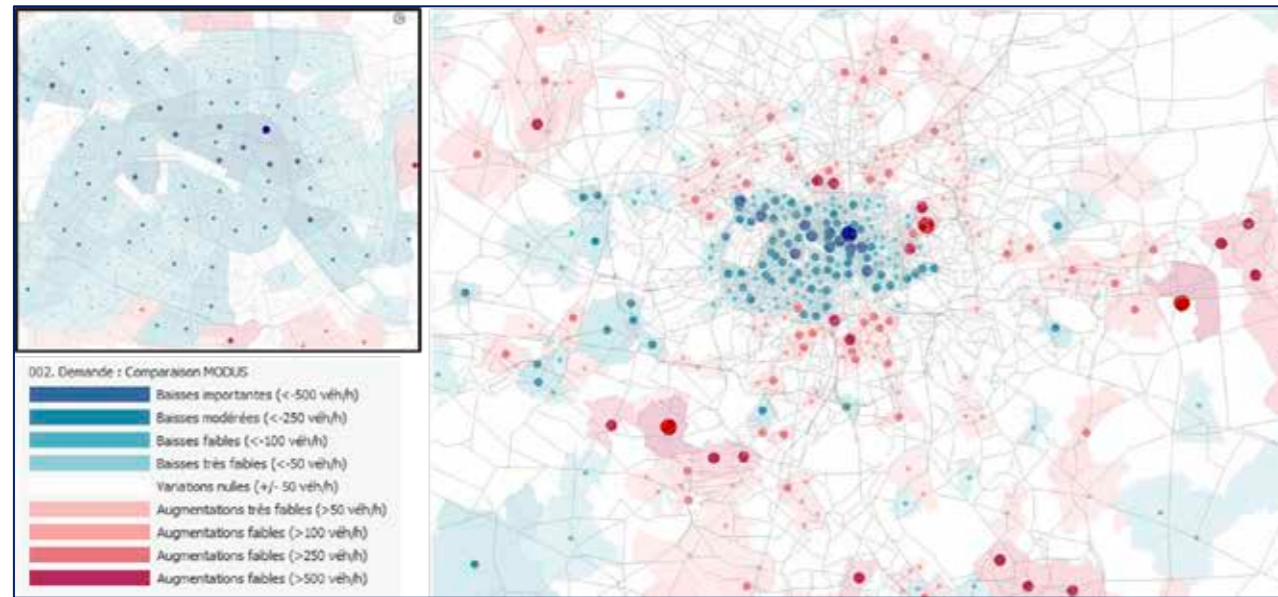 002. Demande : Comparaison MODUS
Baisses importantes (<-500 véh/h)
Baisses modérées (<-250 véh/h)
Baisses faibles (<-100 véh/h)
Baisses très faibles (<-50 véh/h)
Variations nulles (+/- 50 véh/h)
Augmentations très faibles (>50 véh/h)
Augmentations faibles (>100 véh/h)
Augmentations faibles (>250 véh/h)
Augmentations faibles (>500 véh/h)